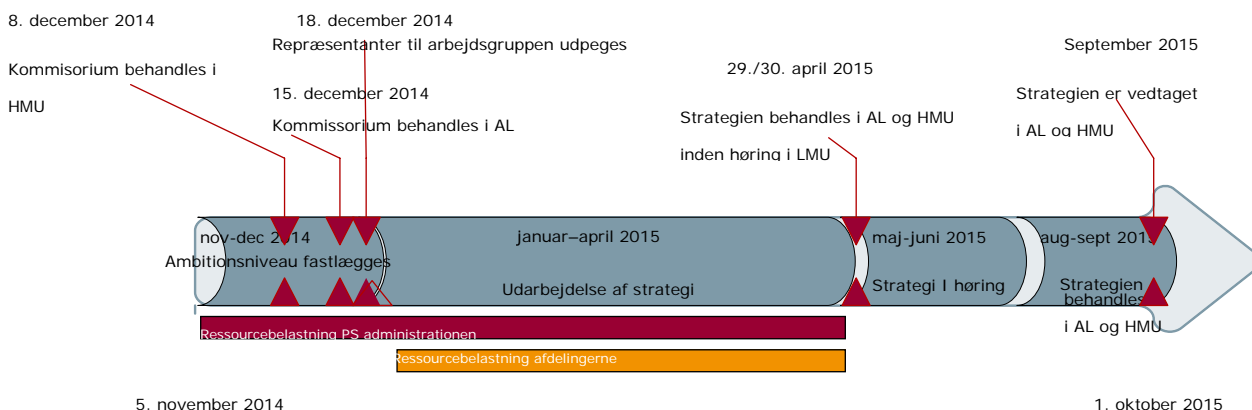 8. december 2014
Kommisorium behandles i
HMU
18. december 2014
Repræsentanter til arbejdsgruppen udpeges
15. december 2014
Kommissorium behandles i AL
29./30. april 2015
Strategien behandles i AL og HMU
inden høring i LMU
September 2015
Strategien er vedtaget
i AL og HMU
nov-dec 2014
Ambitionsniveau fastlægges
januar–april 2015
Udarbejdelse af strategi
maj-juni 2015
Strategi I høring
aug-sept 2015
Strategien
behandles
i AL og HMU
Ressourcebelastning PS administrationen
Ressourcebelastning afdelingerne
5. november 2014
1. oktober 2015